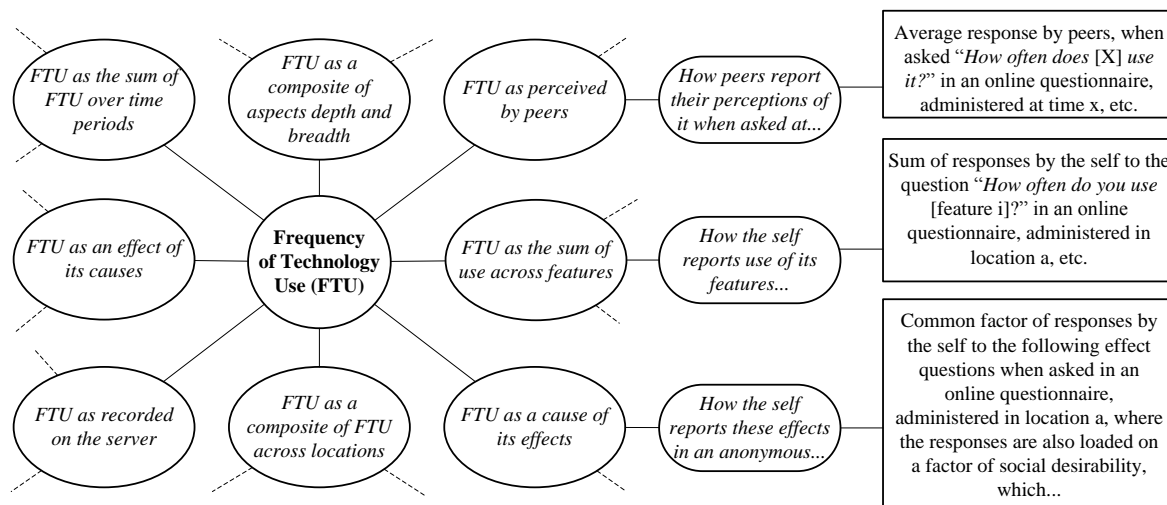 FTU as the sum of
FTU over time
periods
FTU as a
composite of
aspects depth and
breadth
FTU as perceived
by peers
How peers report
their perceptions of
it when asked at...
Average response by peers, when
asked “How often does [X] use
it?” in an online questionnaire,
administered at time x, etc.
FTU as an effect of
its causes
Frequency
of Technology
Use (FTU)
FTU as the sum of
use across features
How the self
reports use of its
features...
Sum of responses by the self to the
question “How often do you use
[feature i]?” in an online
questionnaire, administered in
location a, etc.
FTU as recorded
on the server
FTU as a
composite of FTU
across locations
FTU as a cause of
its effects
How the self
reports these effects
in an anonymous...
Common factor of responses by
the self to the following effect
questions when asked in an
online questionnaire,
administered in location a, where
the responses are also loaded on
a factor of social desirability,
which...